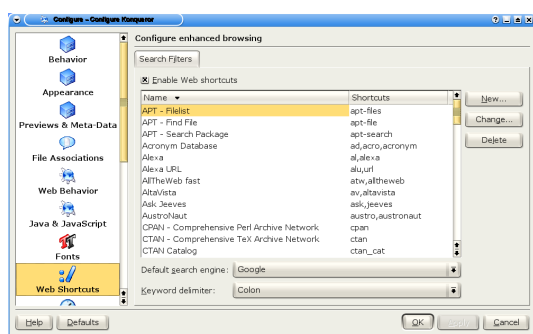 Configure - Configure Konqueror
Configure enhanced browsing
Behavior
Appearance
Previews & Meta-Data
File Associations
Web Behavior
Java & JavaScript
Fonts
Web Shortcuts
Search Filters
Enable Web shortcuts
Name Shortcuts
APT - Filelist apt-files
APT - Find File apt-file
APT - Search Package apt-search
Acronym Database ad,acro,acronym
Alexa al,alexa
Alexa URL alu,url
AllTheWeb fast atw,alltheweb
AltaVista av,altavista
Ask Jeeves ask,jeeves
AustroNaut austro,austronaut
CPAN - Comprehensive Perl Archive Network cpan
CTAN - Comprehensive TeX Archive Network ctan
CTAN Catalog ctan_cat
New...
Change...
Delete
Default search engine: Google
Keyword delimiter: Colon
Help Defaults OK Apply Cancel